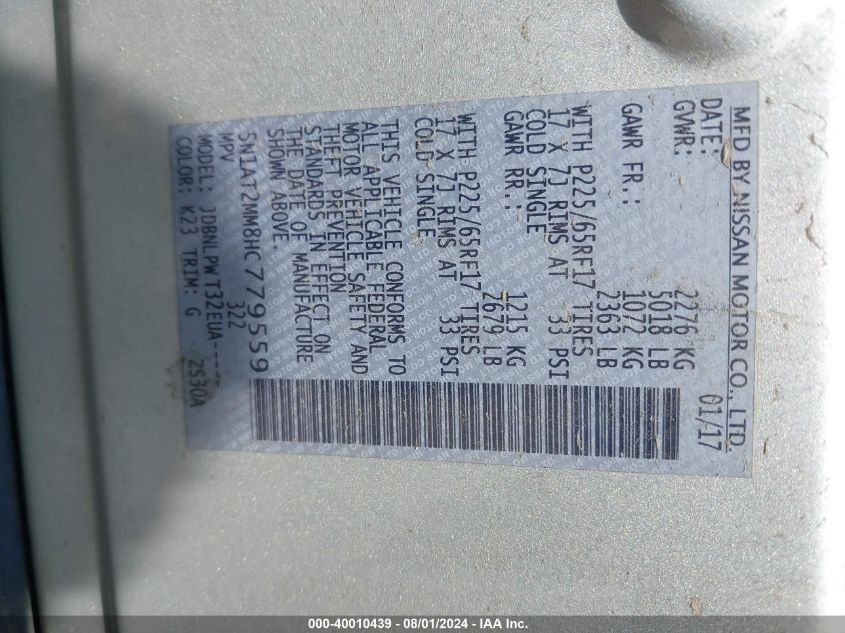 MFD BY NISSAN MOTOR CO., LTD.
DATE: 01/17
GVWR: 2276 KG
5018 LB
GAWR FR.: 1072 KG
2363 LB
WITH P225/65RF17 TIRES
17 X 7J RIMS AT 33 PSI
COLD SINGLE
GAWR RR.: 1215 KG
2679 LB
WITH P225/65RF17 TIRES
17 X 7J RIMS AT 33 PSI
COLD SINGLE
THIS VEHICLE CONFORMS TO
ALL APPLICABLE FEDERAL
MOTOR VEHICLE SAFETY AND
THEFT PREVENTION
STANDARDS IN EFFECT ON
THE DATE OF MANUFACTURE
SHOWN ABOVE.
5N1AT2MM8HC779559
MPV 322
MODEL: JDBNLPWT32EUA----
COLOR: K23 TRIM: G 2S30A
000-40010439 - 08/01/2024 - IAA Inc.